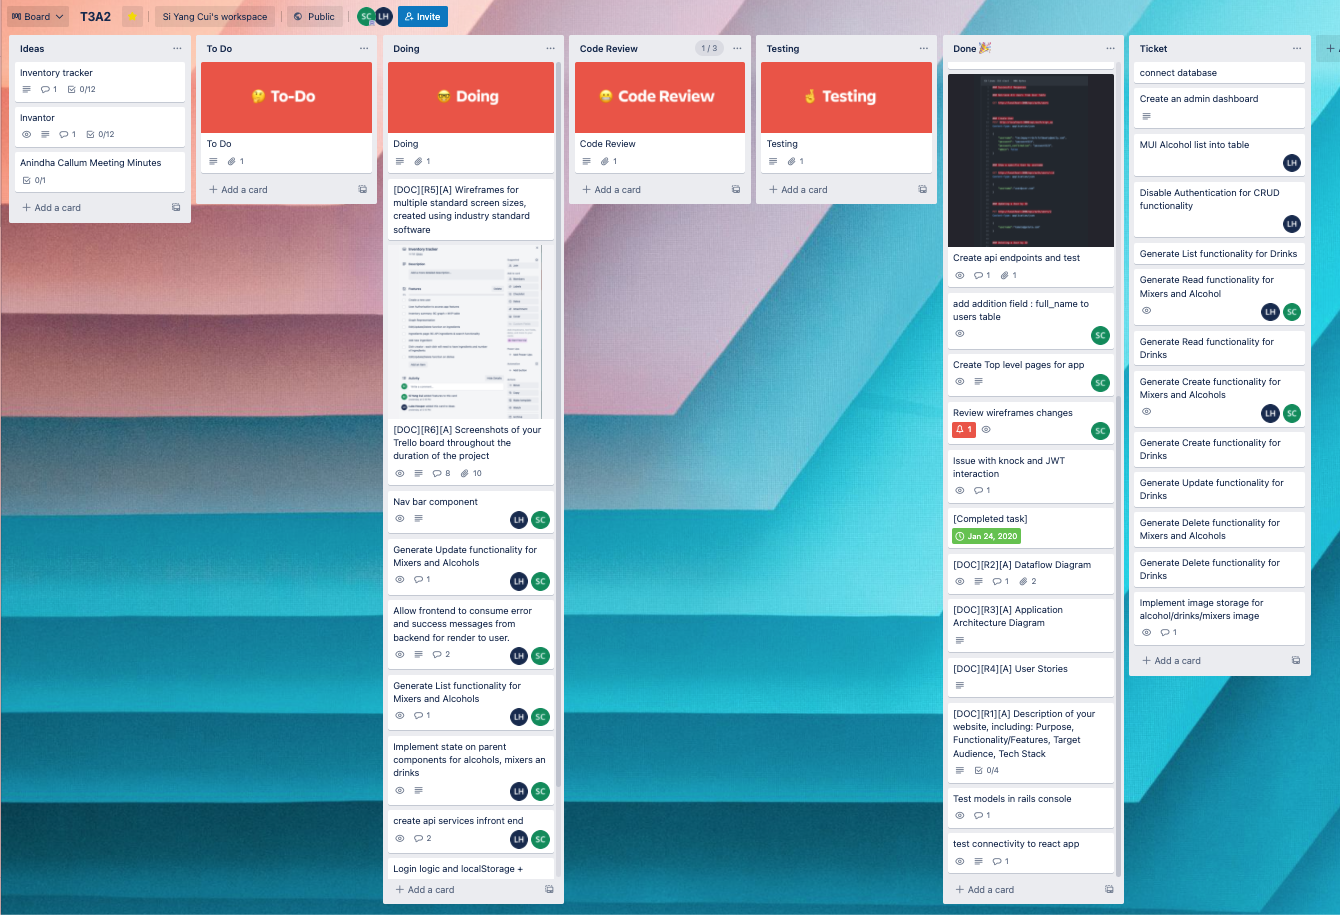 Board T3A2 Si Yang Cui's workspace Public SC LH Invite
Ideas
Inventory tracker
1 0/12
Invantor
1 0/12
Anindha Callum Meeting Minutes
0/1
+ Add a card
To Do
To-Do
To Do
1
+ Add a card
Doing
Doing
Doing
1
[DOC][R5][A] Wireframes for
multiple standard screen sizes,
created using industry standard
software
Inventory tracker
Description
Features
Activity
[DOC][R6][A] Screenshots of your
Trello board throughout the
duration of the project
8 10
Nav bar component
LH SC
Generate Update functionality for
Mixers and Alcohols
1 LH SC
Allow frontend to consume error
and success messages from
backend for render to user.
2 LH SC
Generate List functionality for
Mixers and Alcohols
1 LH SC
Implement state on parent
components for alcohols, mixers an
drinks
LH SC
create api services infront end
2 LH SC
Login logic and localStorage +
+ Add a card
Code Review 1 / 3
Code Review
Code Review
1
+ Add a card
Testing
Testing
Testing
1
+ Add a card
Done
Create api endpoints and test
1 1
add addition field : full_name to
users table
SC
Create Top level pages for app
SC
Review wireframes changes
1 SC
Issue with knock and JWT
interaction
1
[Completed task]
Jan 24, 2020
[DOC][R2][A] Dataflow Diagram
1 2
[DOC][R3][A] Application
Architecture Diagram
[DOC][R4][A] User Stories
[DOC][R1][A] Description of your
website, including: Purpose,
Functionality/Features, Target
Audience, Tech Stack
0/4
Test models in rails console
1
test connectivity to react app
1
+ Add a card
Ticket
connect database
Create an admin dashboard
MUI Alcohol list into table
LH
Disable Authentication for CRUD
functionality
LH
Generate List functionality for Drinks
Generate Read functionality for
Mixers and Alcohol
LH SC
Generate Read functionality for
Drinks
Generate Create functionality for
Mixers and Alcohols
LH SC
Generate Create functionality for
Drinks
Generate Update functionality for
Drinks
Generate Delete functionality for
Mixers and Alcohols
Generate Delete functionality for
Drinks
Implement image storage for
alcohol/drinks/mixers image
1
+ Add a card
+ A